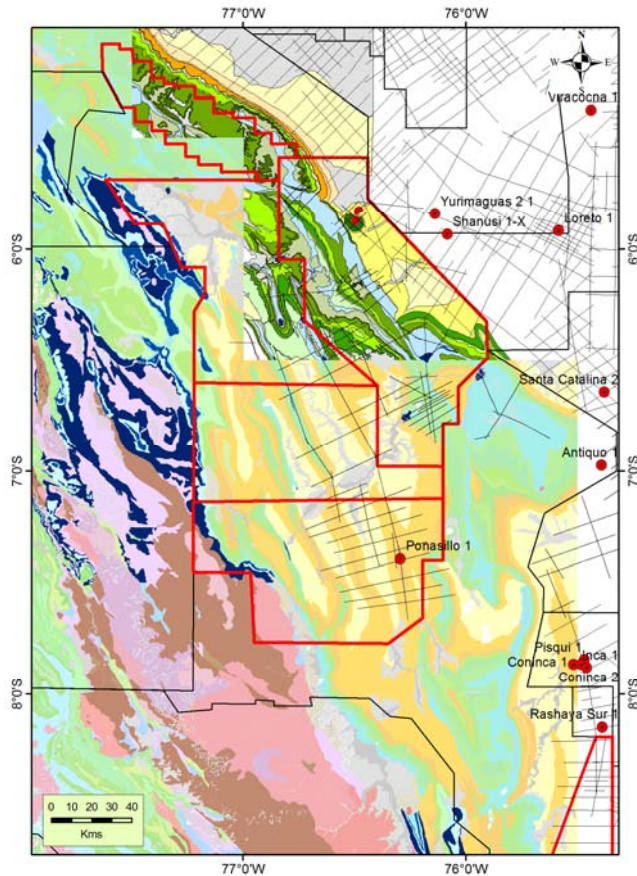 77°0'W 76°0'W
N
W E
S
Viracocna 1
Yurimaguas 2 1
Shanusi 1-X
Loreto 1
6°0'S 6°0'S
Santa Catalina 2
Antiquo 1
7°0'S 7°0'S
Ponasillo 1
Pisqui 1
Inca 1
Coninca 1
Coninca 2
8°0'S 8°0'S
Rashaya Sur 1
0 10 20 30 40
Kms
77°0'W 76°0'W